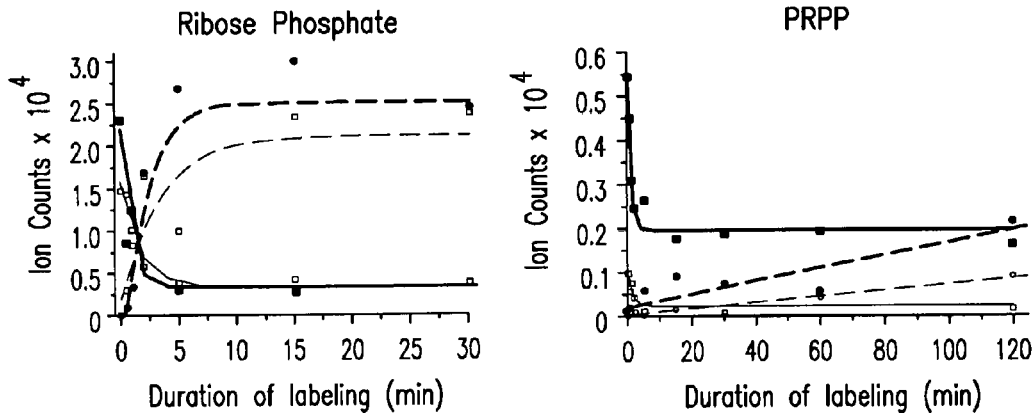 Ribose Phosphate
Ion Counts x 10^4
3.0
2.5
2.0
1.5
1.0
0.5
0
0 5 10 15 20 25 30
Duration of labeling (min)
PRPP
Ion Counts x 10^4
0.6
0.5
0.4
0.3
0.2
0.1
0
0 20 40 60 80 100 120
Duration of labeling (min)